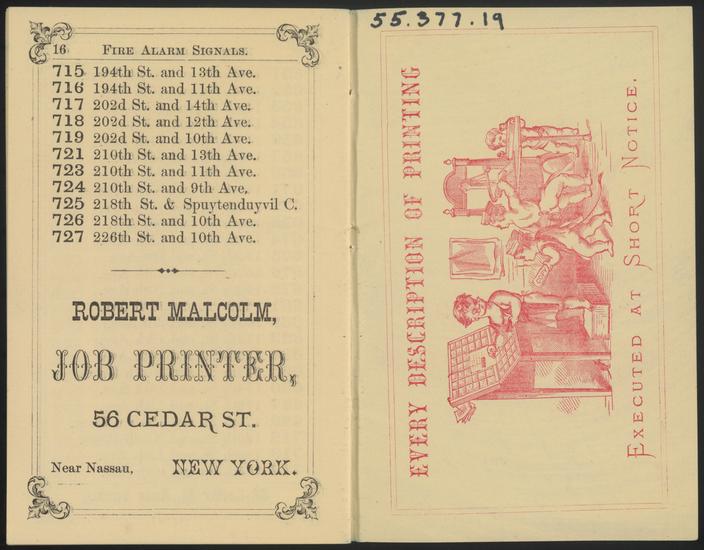 16 FIRE ALARM SIGNALS.
715 194th St. and 13th Ave.
716 194th St. and 11th Ave.
717 202d St. and 14th Ave.
718 202d St. and 12th Ave.
719 202d St. and 10th Ave.
721 210th St. and 13th Ave.
723 210th St. and 11th Ave.
724 210th St. and 9th Ave.
725 218th St. & Spuytenduyvil C.
726 218th St. and 10th Ave.
727 226th St. and 10th Ave.
ROBERT MALCOLM,
JOB PRINTER,
56 CEDAR ST.
Near Nassau, NEW YORK.
55.377.19
EVERY DESCRIPTION OF PRINTING
EXECUTED AT SHORT NOTICE.